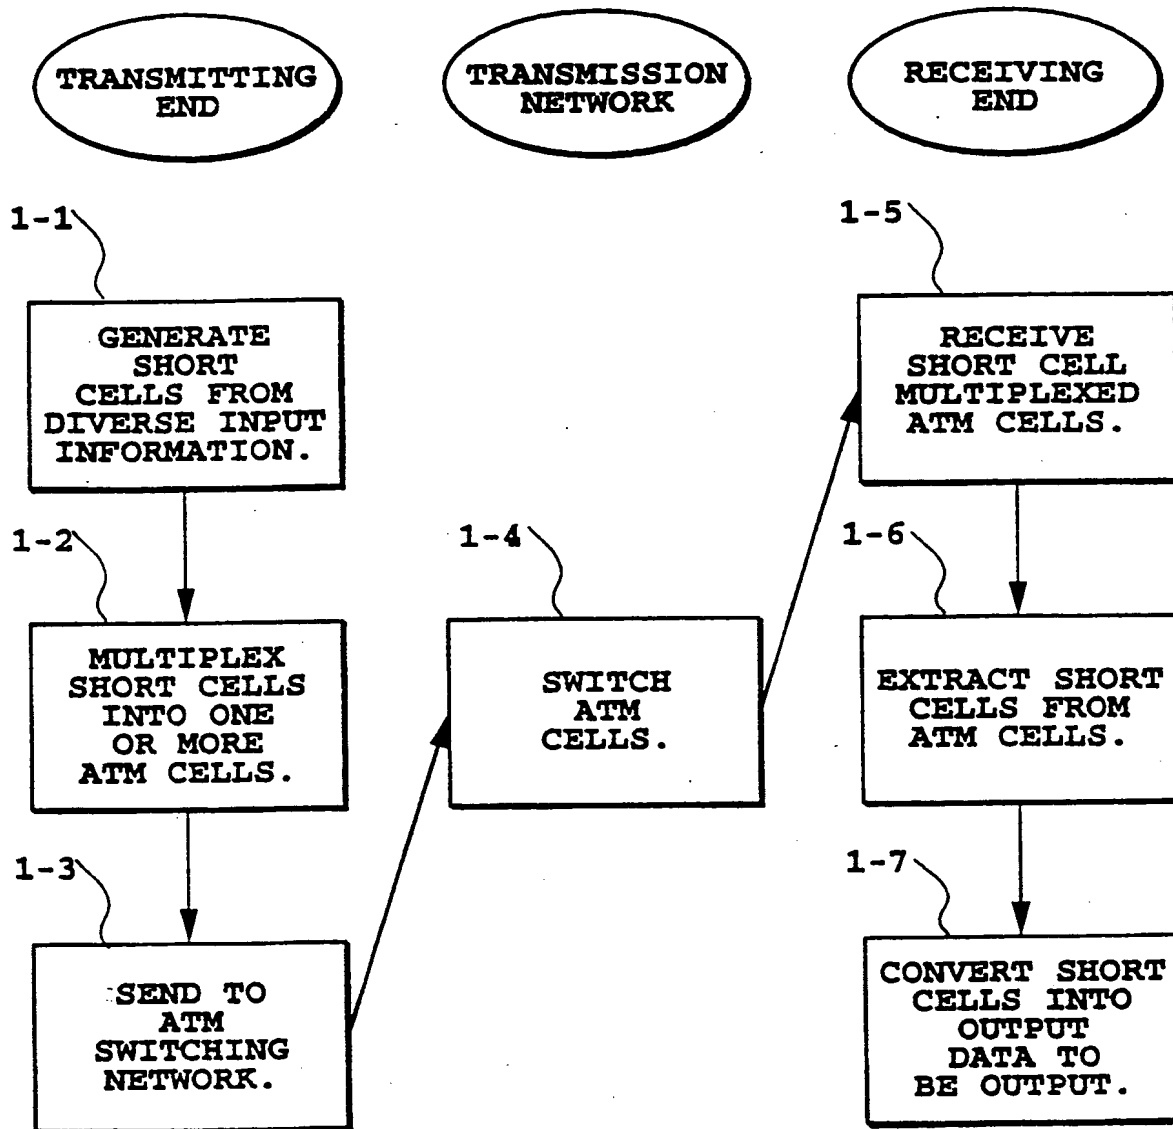 TRANSMITTING
END
TRANSMISSION
NETWORK
RECEIVING
END
1-1
GENERATE
SHORT
CELLS FROM
DIVERSE INPUT
INFORMATION.
1-2
MULTIPLEX
SHORT CELLS
INTO ONE
OR MORE
ATM CELLS.
1-3
SEND TO
ATM
SWITCHING
NETWORK.
1-4
SWITCH
ATM
CELLS.
1-5
RECEIVE
SHORT CELL
MULTIPLEXED
ATM CELLS.
1-6
EXTRACT SHORT
CELLS FROM
ATM CELLS.
1-7
CONVERT SHORT
CELLS INTO
OUTPUT
DATA TO
BE OUTPUT.